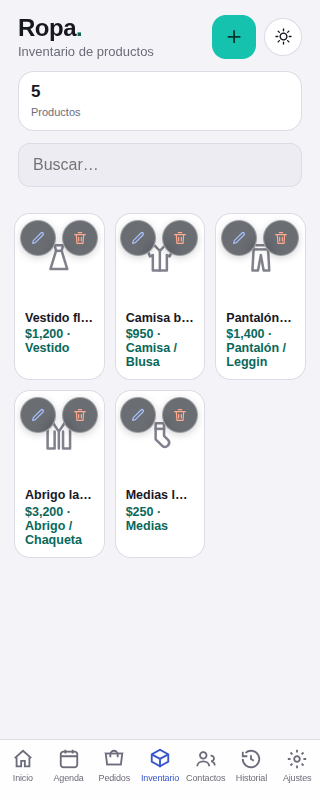 Ropa.
Inventario de productos
5
Productos
Buscar…
Vestido fl…
$1,200 ·
Vestido
Camisa b…
$950 ·
Camisa /
Blusa
Pantalón…
$1,400 ·
Pantalón /
Leggin
Abrigo la…
$3,200 ·
Abrigo /
Chaqueta
Medias l…
$250 ·
Medias
Inicio
Agenda
Pedidos
Inventario
Contactos
Historial
Ajustes